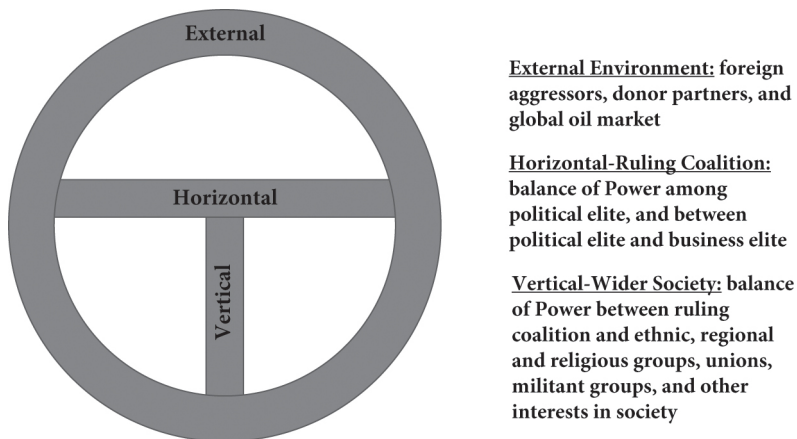 External
Horizontal
Vertical
External Environment: foreign
aggressors, donor partners, and
global oil market
Horizontal-Ruling Coalition:
balance of Power among
political elite, and between
political elite and business elite
Vertical-Wider Society: balance
of Power between ruling
coalition and ethnic, regional
and religious groups, unions,
militant groups, and other
interests in society